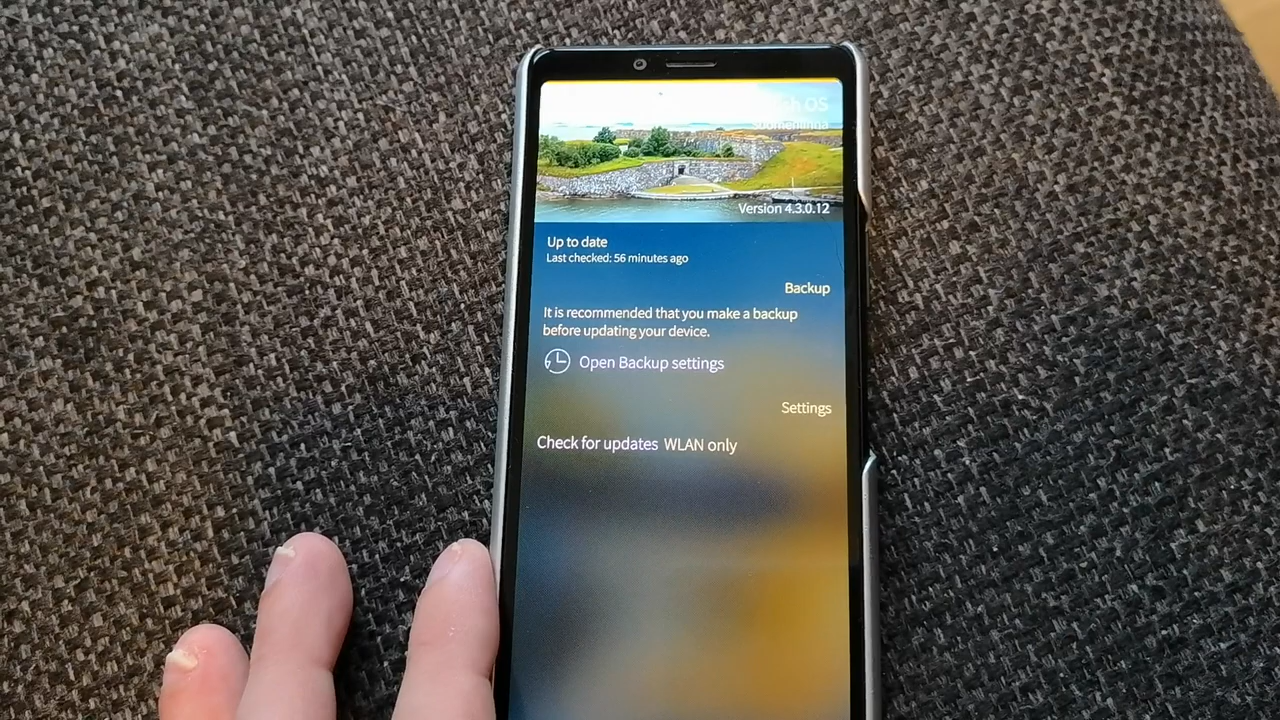 OS
Suomenlinna
Version 4.3.0.12
Up to date
Last checked: 56 minutes ago
Backup
It is recommended that you make a backup
before updating your device.
Open Backup settings
Settings
Check for updates WLAN only